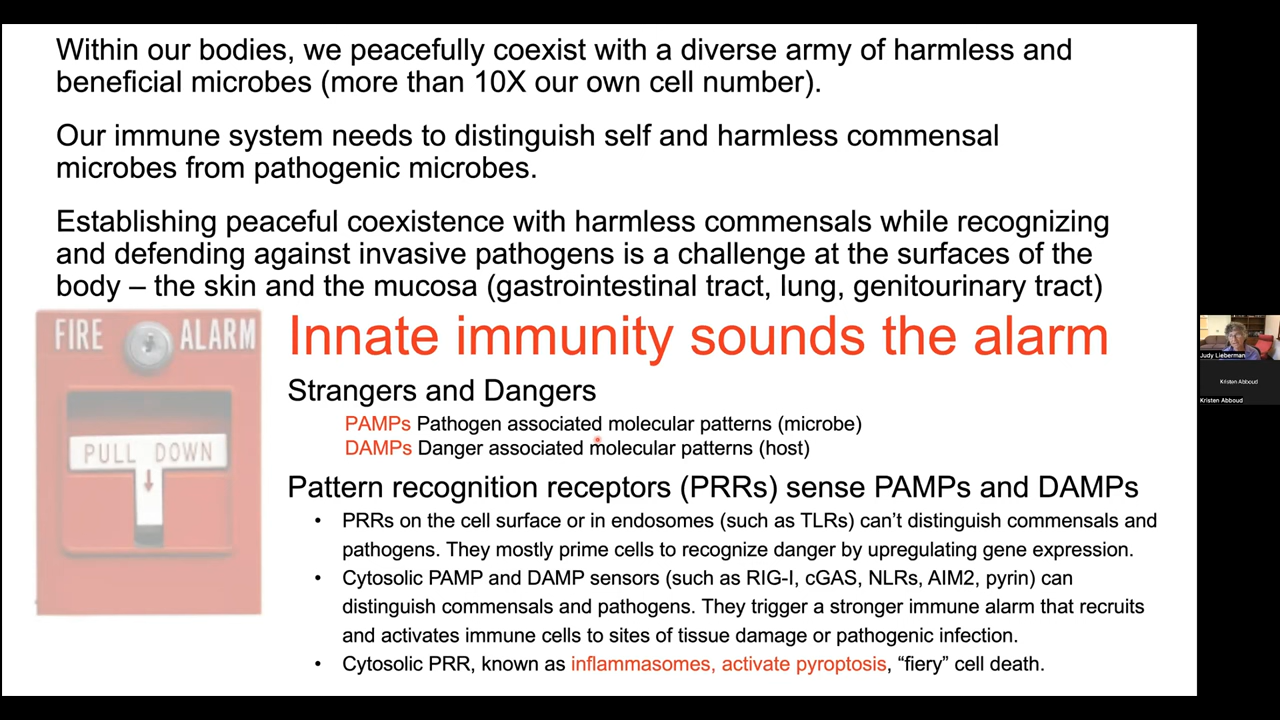 Within our bodies, we peacefully coexist with a diverse army of harmless and
beneficial microbes (more than 10X our own cell number).
Our immune system needs to distinguish self and harmless commensal
microbes from pathogenic microbes.
Establishing peaceful coexistence with harmless commensals while recognizing
and defending against invasive pathogens is a challenge at the surfaces of the
body – the skin and the mucosa (gastrointestinal tract, lung, genitourinary tract)
FIRE ALARM
PULL DOWN
Innate immunity sounds the alarm
Strangers and Dangers
PAMPs Pathogen associated molecular patterns (microbe)
DAMPs Danger associated molecular patterns (host)
Pattern recognition receptors (PRRs) sense PAMPs and DAMPs
• PRRs on the cell surface or in endosomes (such as TLRs) can’t distinguish commensals and
pathogens. They mostly prime cells to recognize danger by upregulating gene expression.
• Cytosolic PAMP and DAMP sensors (such as RIG-I, cGAS, NLRs, AIM2, pyrin) can
distinguish commensals and pathogens. They trigger a stronger immune alarm that recruits
and activates immune cells to sites of tissue damage or pathogenic infection.
• Cytosolic PRR, known as inflammasomes, activate pyroptosis, “fiery” cell death.
Judy Lieberman
Kristen Abboud
Kristen Abboud